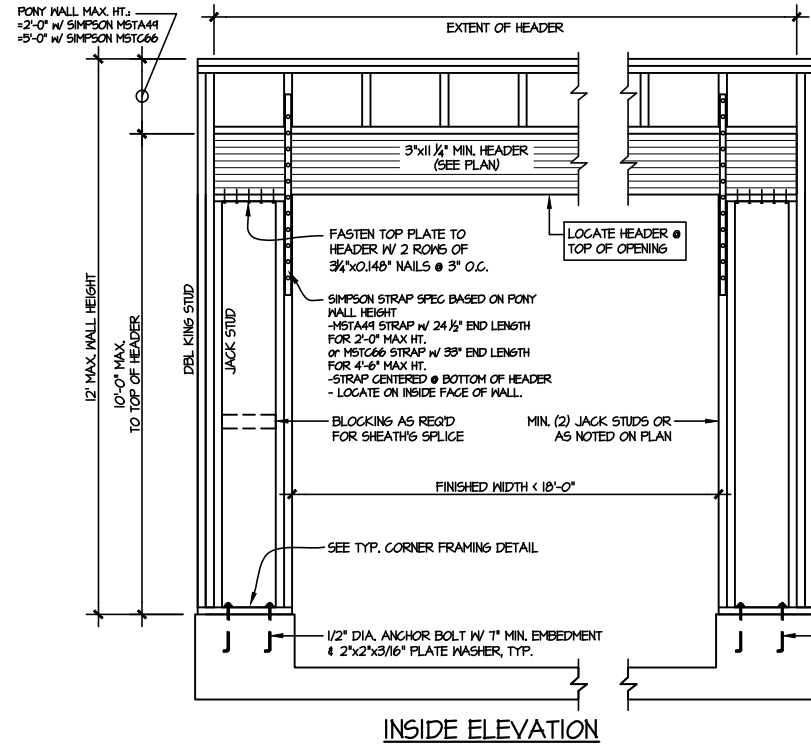 PONY WALL MAX. HT.:
=2'-0" W/ SIMPSON MSTA49
=5'-0" W/ SIMPSON MSTC66
EXTENT OF HEADER
3"x11 1/4" MIN. HEADER
(SEE PLAN)
FASTEN TOP PLATE TO
HEADER W/ 2 ROWS OF
3 1/4"x0.148" NAILS @ 3" O.C.
LOCATE HEADER @
TOP OF OPENING
SIMPSON STRAP SPEC BASED ON PONY
WALL HEIGHT
-MSTA49 STRAP W/ 24 1/2" END LENGTH
FOR 2'-0" MAX HT.
or MSTC66 STRAP W/ 33" END LENGTH
FOR 4'-6" MAX HT.
-STRAP CENTERED @ BOTTOM OF HEADER
- LOCATE ON INSIDE FACE OF WALL.
12' MAX. WALL HEIGHT
10'-0" MAX.
TO TOP OF HEADER
DBL KING STUD
JACK STUD
BLOCKING AS REQ'D
FOR SHEATH'G SPLICE
MIN. (2) JACK STUDS OR
AS NOTED ON PLAN
FINISHED WIDTH < 18'-0"
SEE TYP. CORNER FRAMING DETAIL
1/2" DIA. ANCHOR BOLT W/ 7" MIN. EMBEDMENT
& 2"x2"x3/16" PLATE WASHER, TYP.
INSIDE ELEVATION